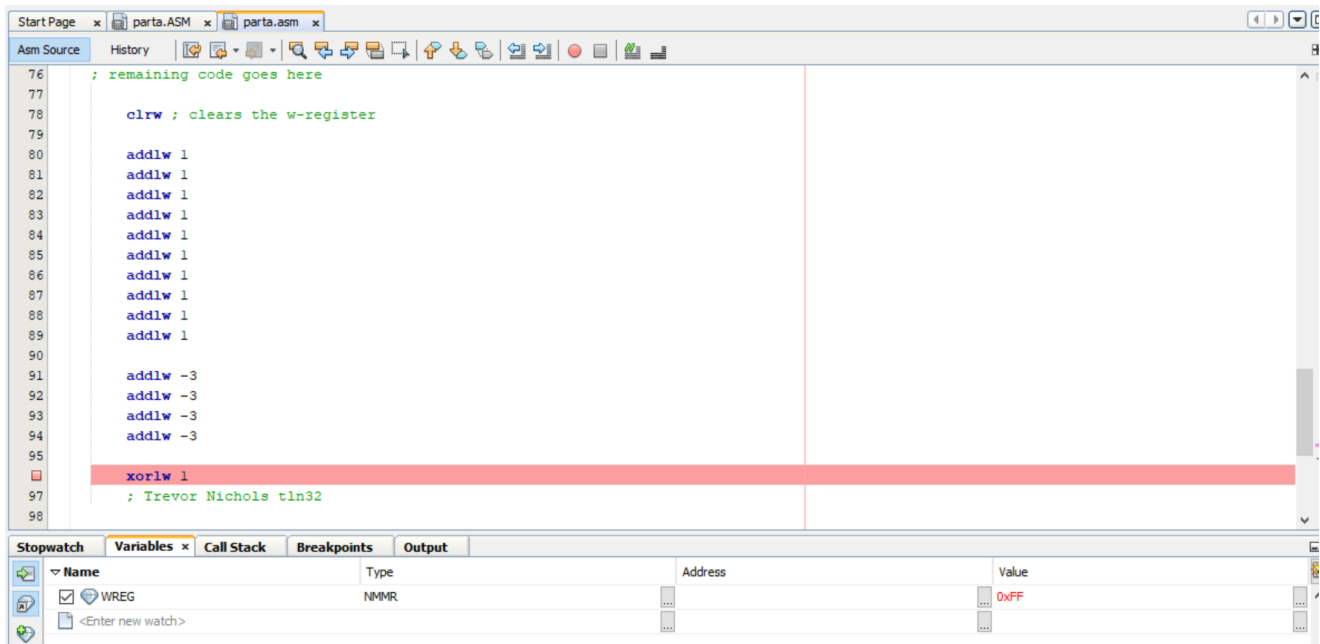 Start Page x parta.ASM x parta.asm x
Asm Source History
76 ; remaining code goes here
77
78 clrw ; clears the w-register
79
80 addlw 1
81 addlw 1
82 addlw 1
83 addlw 1
84 addlw 1
85 addlw 1
86 addlw 1
87 addlw 1
88 addlw 1
89 addlw 1
90
91 addlw -3
92 addlw -3
93 addlw -3
94 addlw -3
95
xorlw 1
97 ; Trevor Nichols tln32
98
Stopwatch Variables x Call Stack Breakpoints Output
Name Type Address Value
WREG NMMR ... ... 0xFF ...
<Enter new watch> ... ... ...